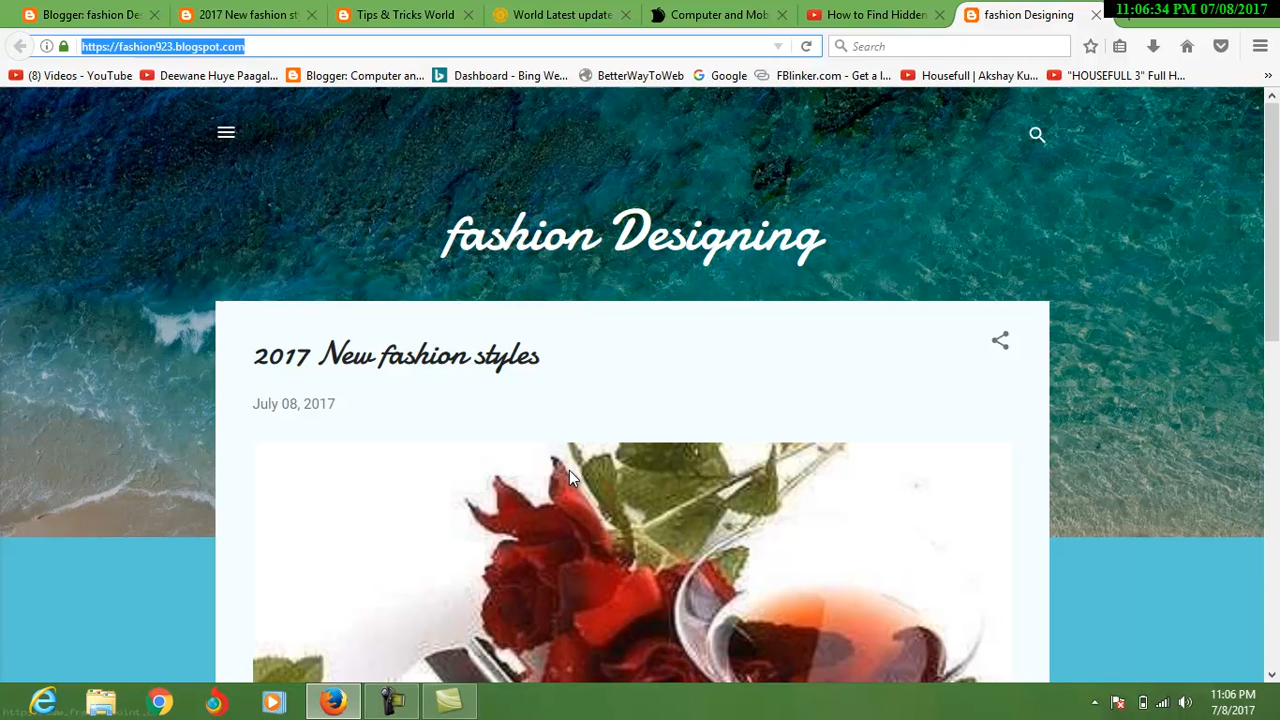 11:06:34 PM 07/08/2017
Blogger: fashion De
2017 New fashion st
Tips & Tricks World
World Latest update
Computer and Mob
How to Find Hidden
fashion Designing
https://fashion923.blogspot.com
Search
(8) Videos - YouTube
Deewane Huye Paagal...
Blogger: Computer an...
Dashboard - Bing We...
BetterWayToWeb
Google
FBlinker.com - Get a l...
Housefull | Akshay Ku...
"HOUSEFULL 3" Full H...
fashion Designing
2017 New fashion styles
July 08, 2017
11:06 PM
7/8/2017